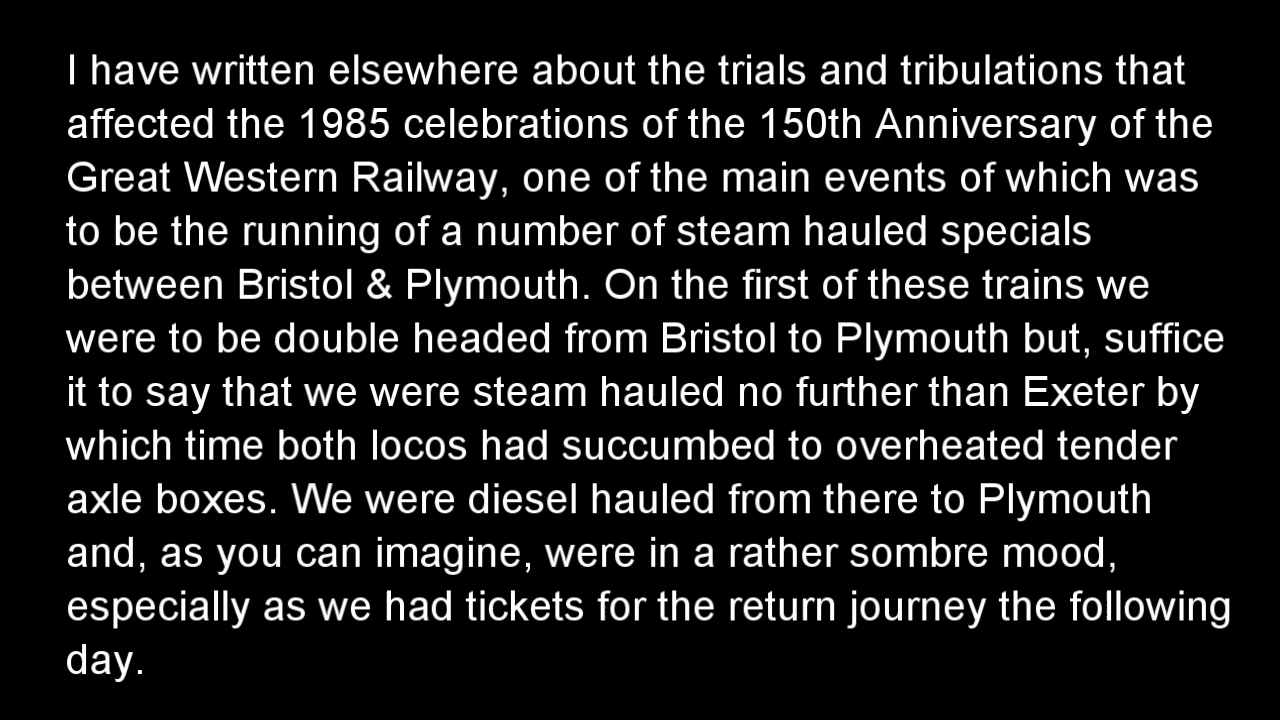 I have written elsewhere about the trials and tribulations that
affected the 1985 celebrations of the 150th Anniversary of the
Great Western Railway, one of the main events of which was
to be the running of a number of steam hauled specials
between Bristol & Plymouth. On the first of these trains we
were to be double headed from Bristol to Plymouth but, suffice
it to say that we were steam hauled no further than Exeter by
which time both locos had succumbed to overheated tender
axle boxes. We were diesel hauled from there to Plymouth
and, as you can imagine, were in a rather sombre mood,
especially as we had tickets for the return journey the following
day.